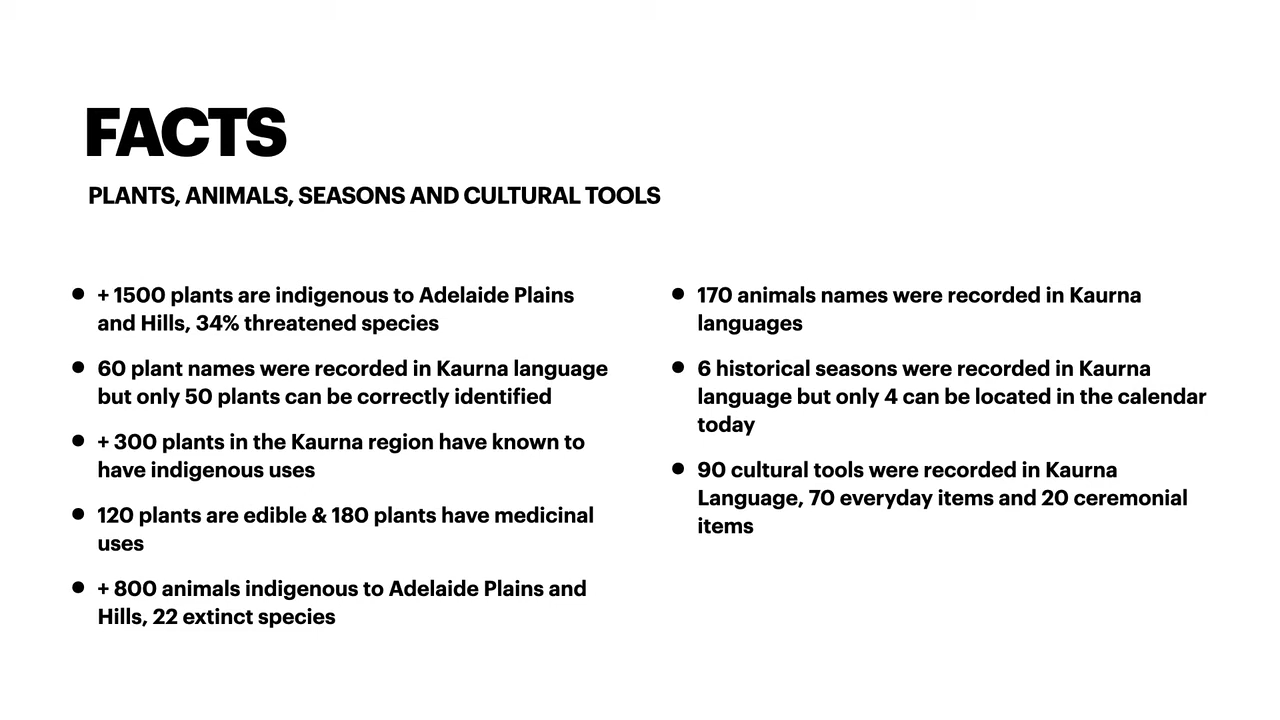 FACTS
PLANTS, ANIMALS, SEASONS AND CULTURAL TOOLS
● + 1500 plants are indigenous to Adelaide Plains
and Hills, 34% threatened species
● 60 plant names were recorded in Kaurna language
but only 50 plants can be correctly identified
● + 300 plants in the Kaurna region have known to
have indigenous uses
● 120 plants are edible & 180 plants have medicinal
uses
● + 800 animals indigenous to Adelaide Plains and
Hills, 22 extinct species
● 170 animals names were recorded in Kaurna
languages
● 6 historical seasons were recorded in Kaurna
language but only 4 can be located in the calendar
today
● 90 cultural tools were recorded in Kaurna
Language, 70 everyday items and 20 ceremonial
items